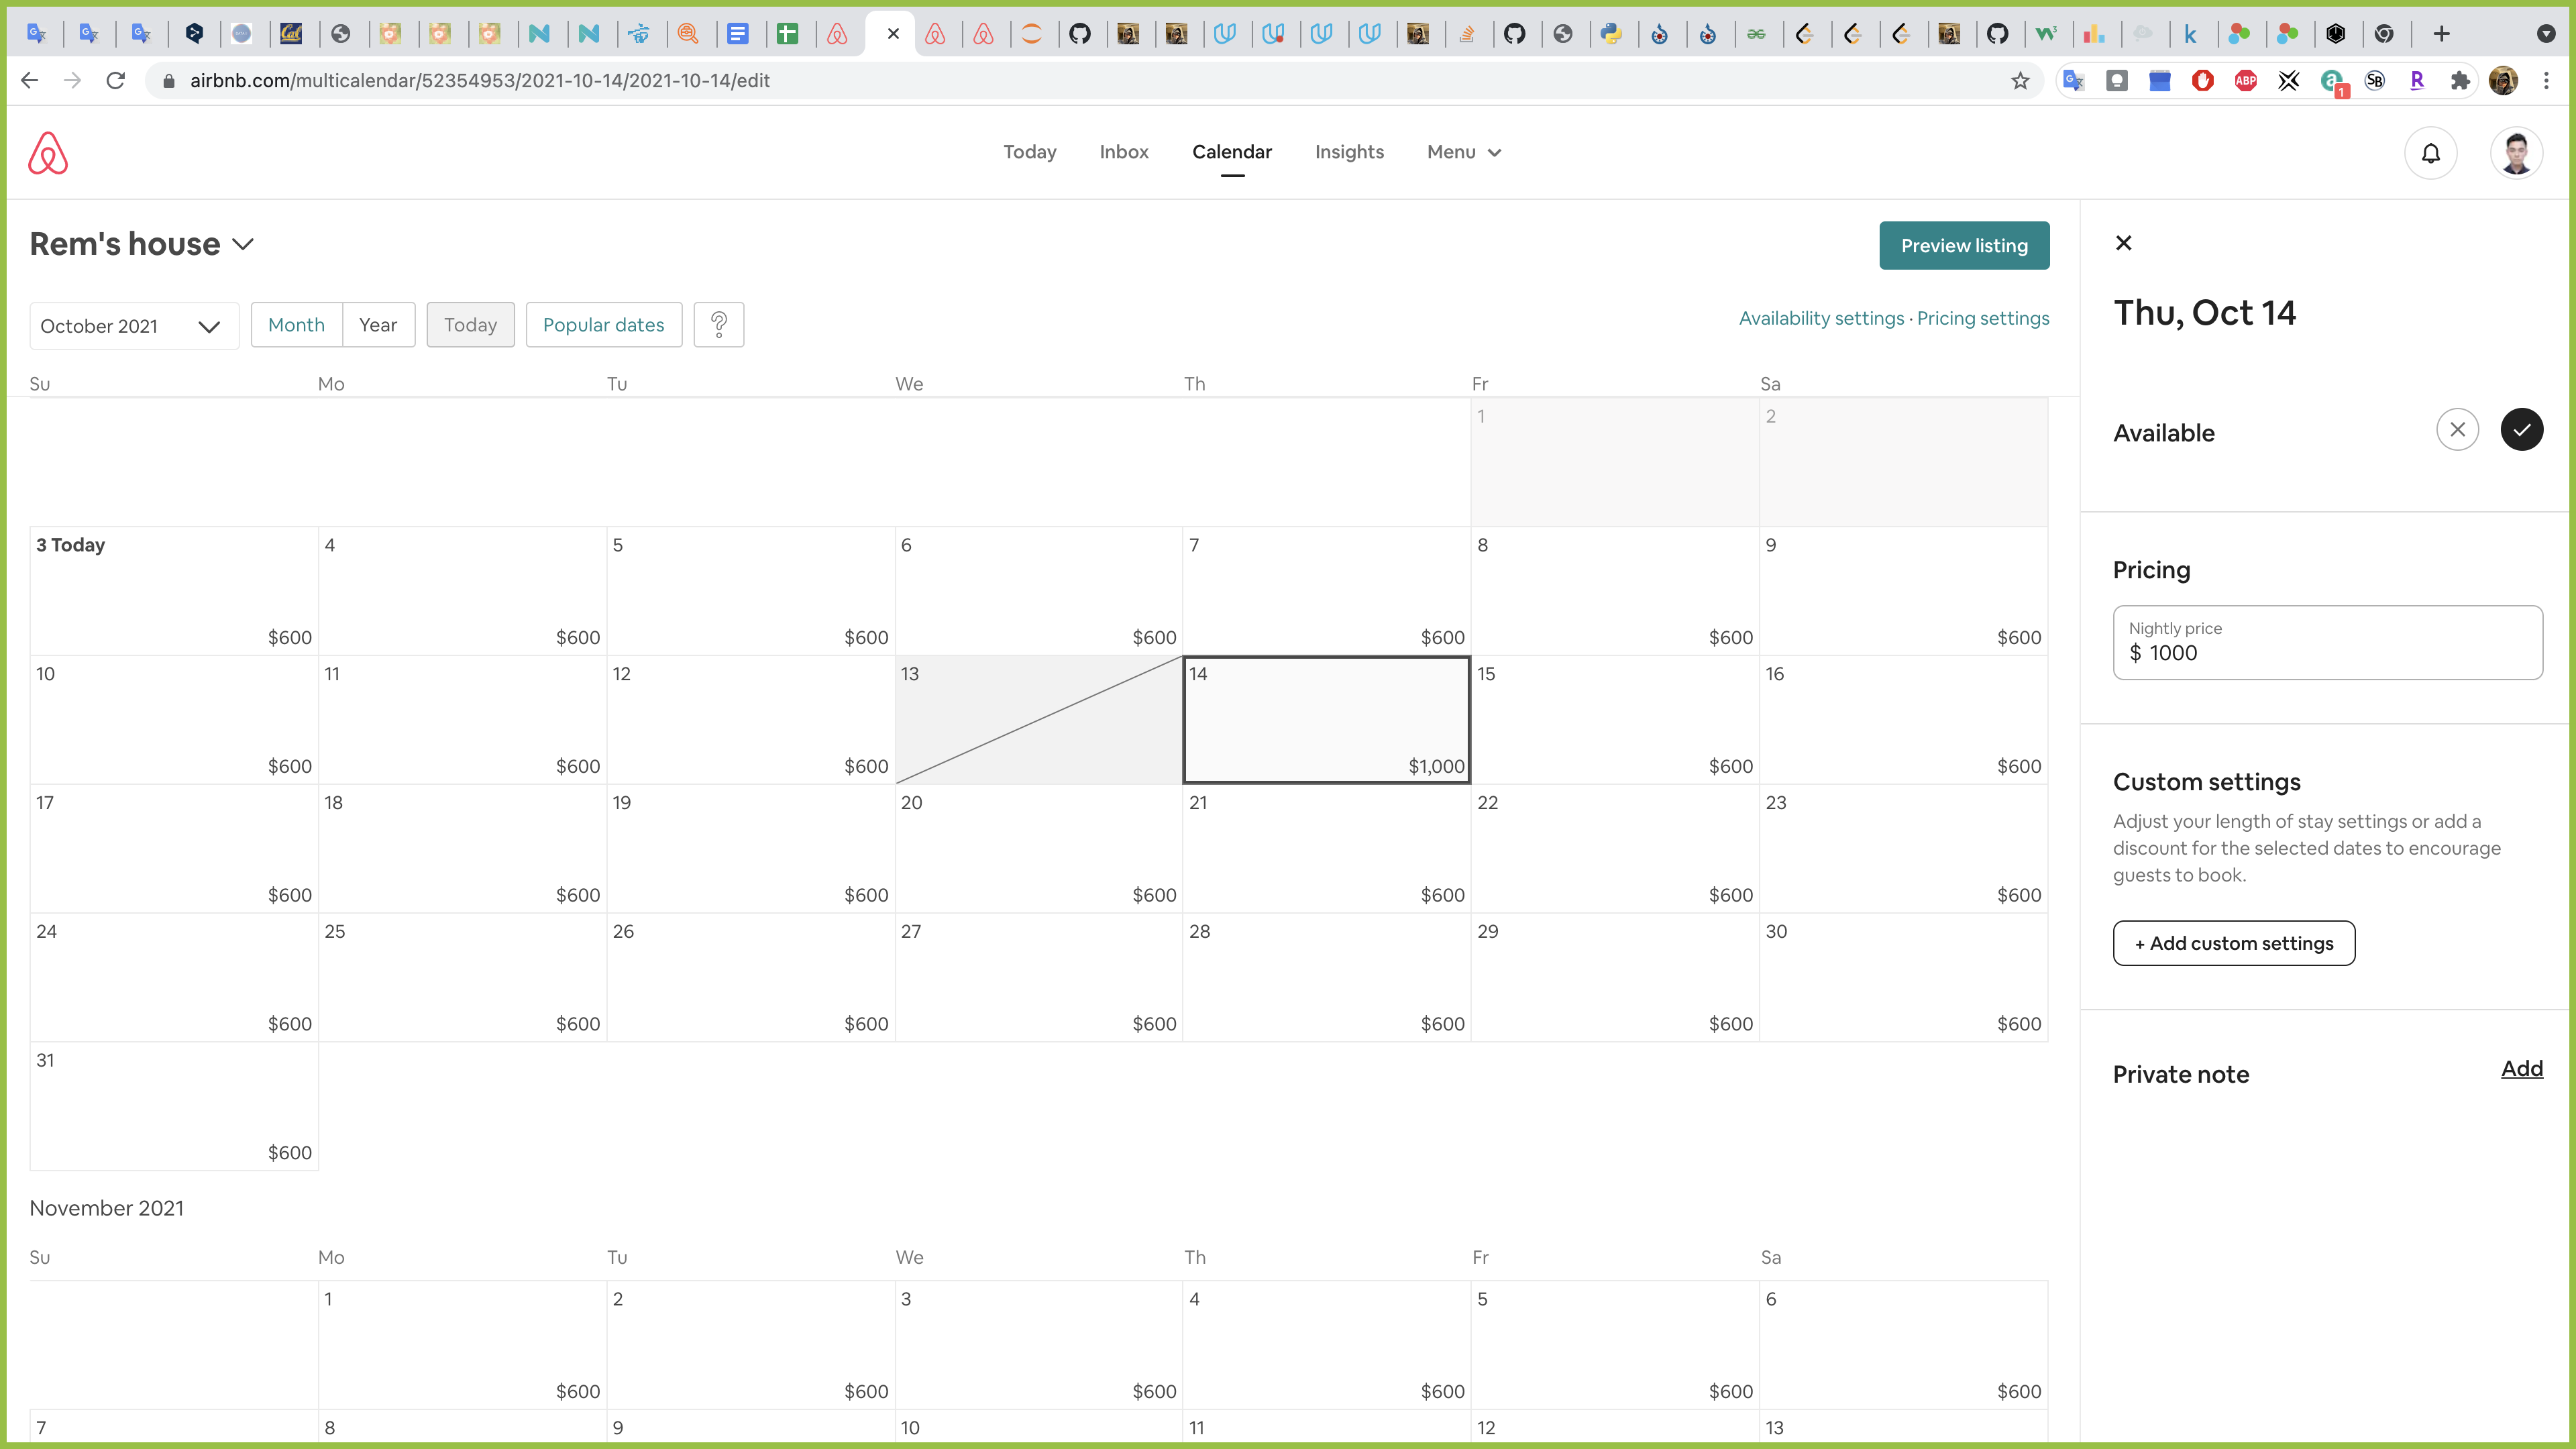 airbnb.com/multicalendar/52354953/2021-10-14/2021-10-14/edit
ABP
1
SB
R
Today Inbox Calendar Insights Menu
Rem's house
Preview listing
October 2021
Month Year Today Popular dates ?
Availability settings · Pricing settings
Su Mo Tu We Th Fr Sa
1 2
3 Today 4 5 6 7 8 9
$600 $600 $600 $600 $600 $600 $600
10 11 12 13 14 15 16
$600 $600 $600 $1,000 $600 $600
17 18 19 20 21 22 23
$600 $600 $600 $600 $600 $600 $600
24 25 26 27 28 29 30
$600 $600 $600 $600 $600 $600 $600
31
$600
November 2021
Su Mo Tu We Th Fr Sa
1 2 3 4 5 6
$600 $600 $600 $600 $600 $600
7 8 9 10 11 12 13
Thu, Oct 14
Available
Pricing
Nightly price
$ 1000
Custom settings
Adjust your length of stay settings or add a
discount for the selected dates to encourage
guests to book.
+ Add custom settings
Private note Add